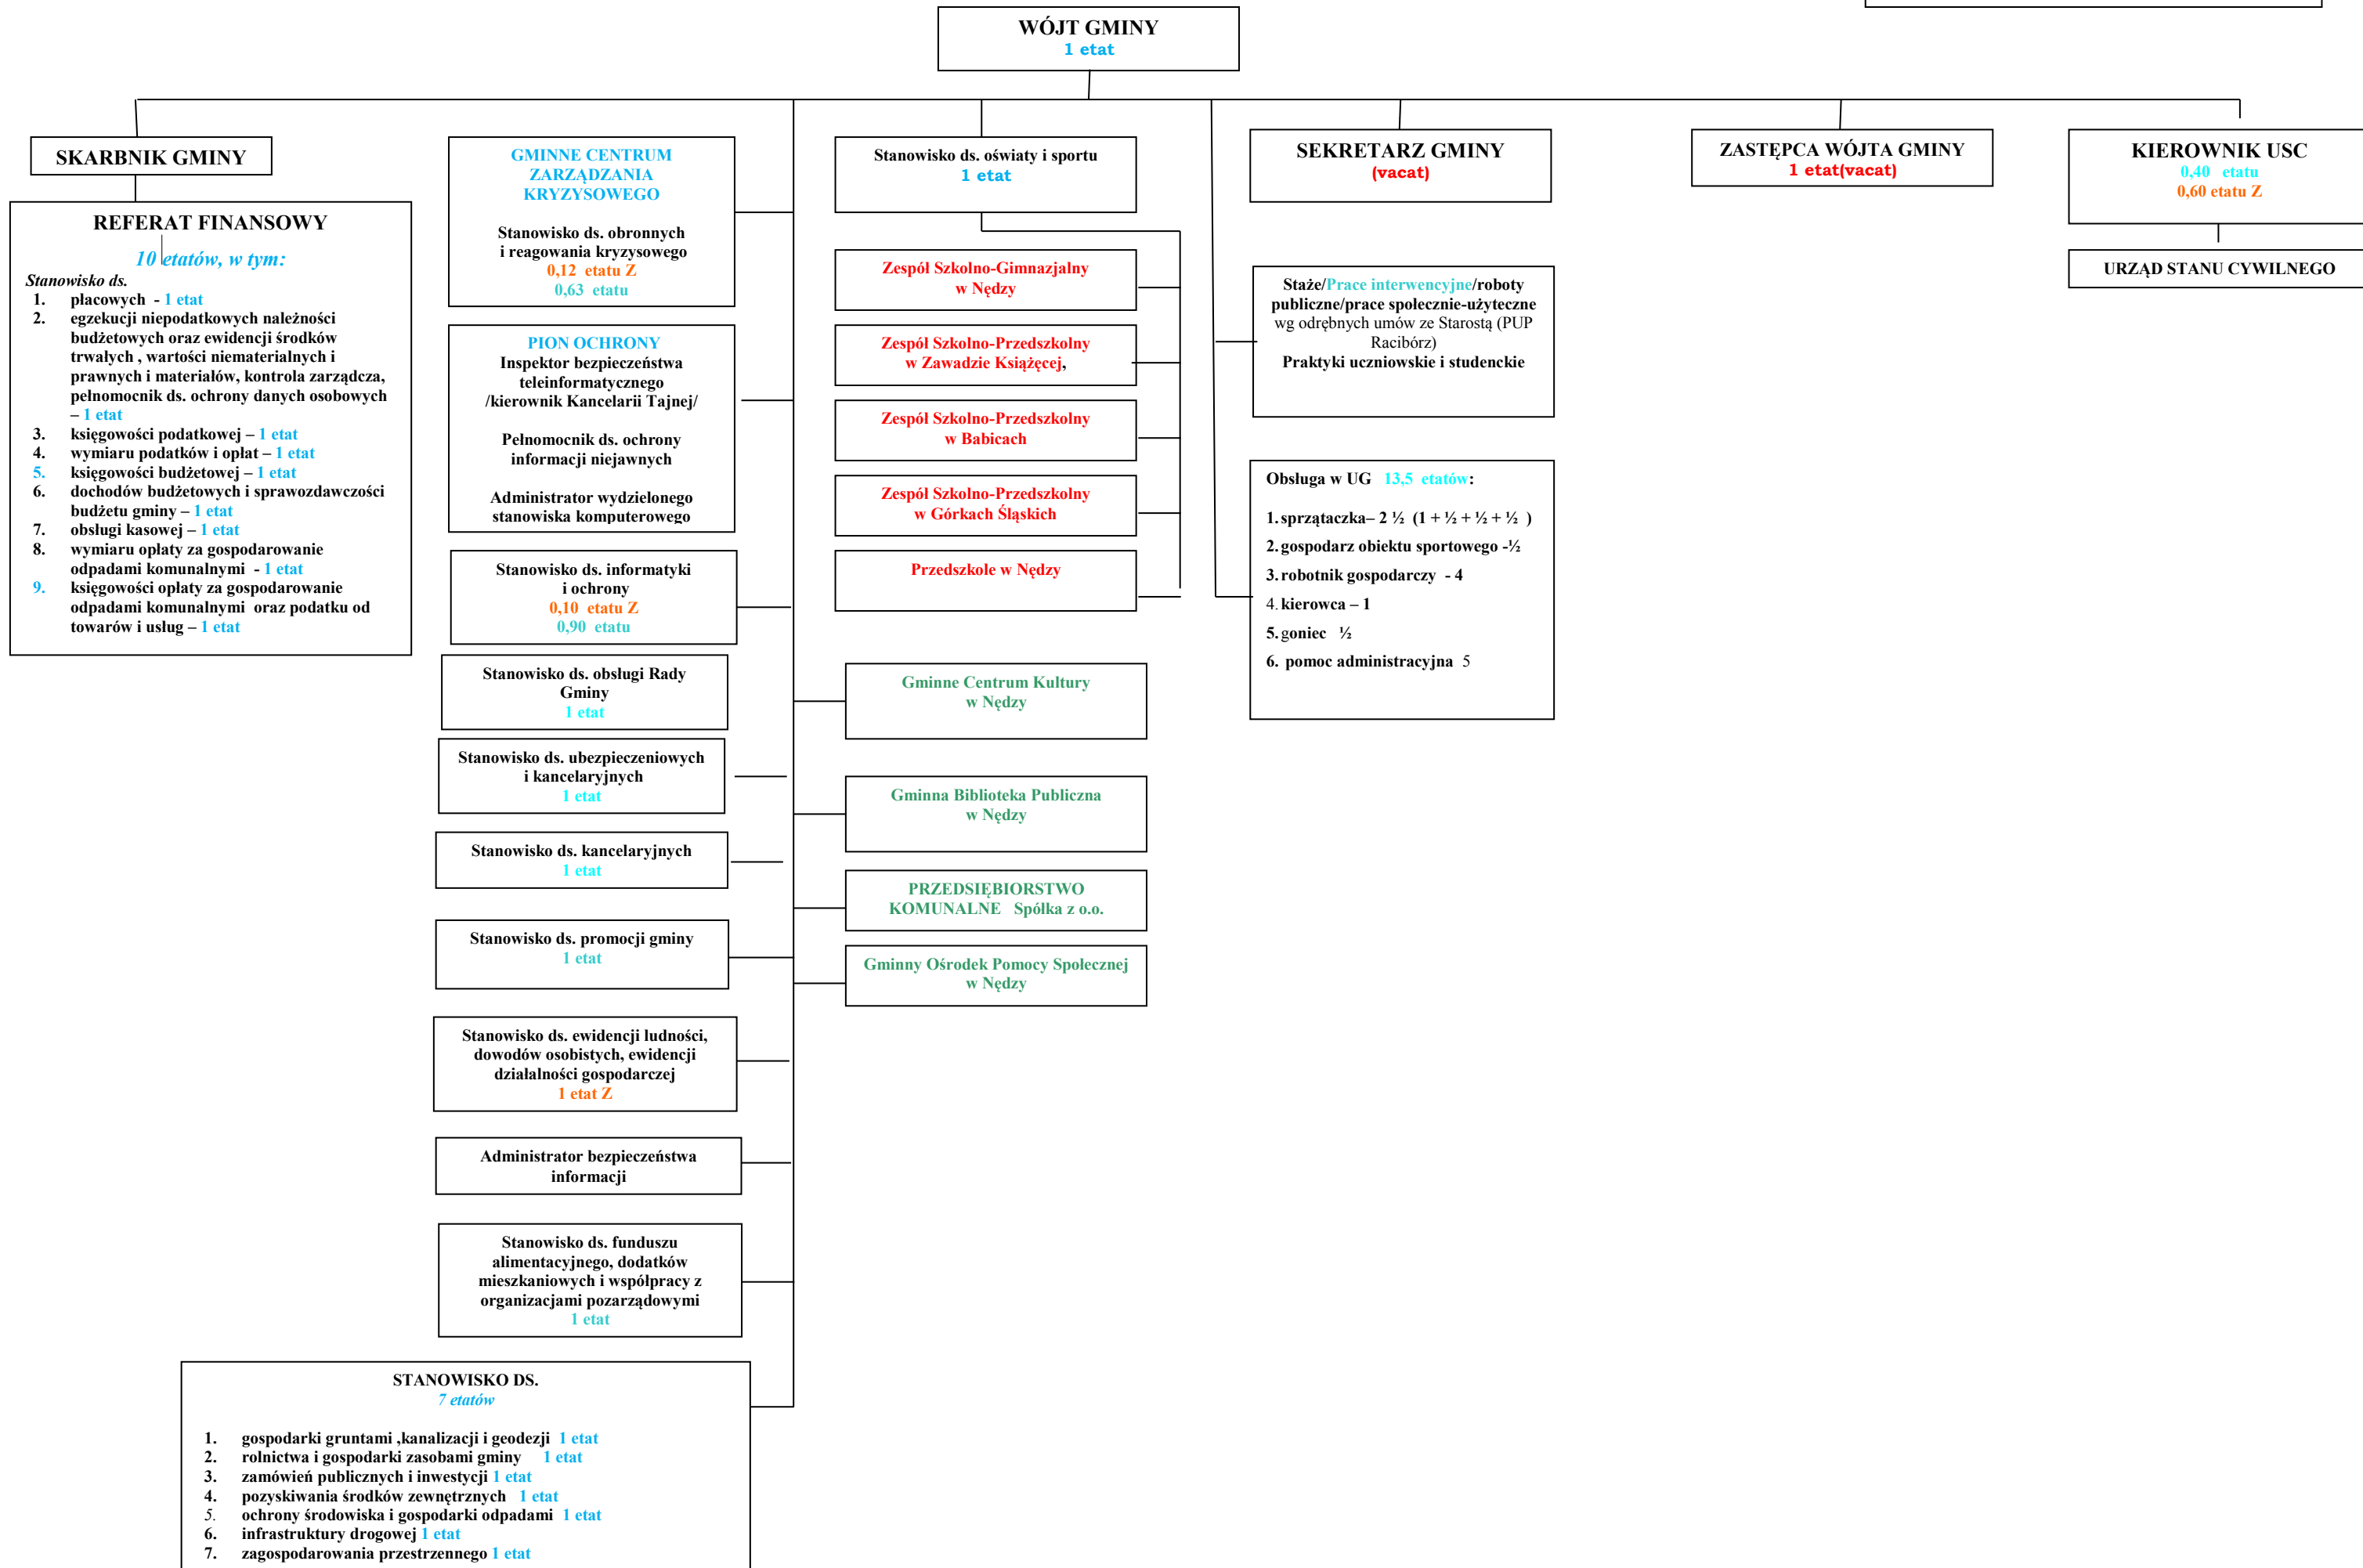 WÓJT GMINY
1 etat
SKARBNIK GMINY
REFERAT FINANSOWY
10 etatów, w tym:
Stanowisko ds.
1. płacowych - 1 etat
2. egzekucji niepodatkowych należności
budżetowych oraz ewidencji środków
trwałych , wartości niematerialnych i
prawnych i materiałów, kontrola zarządcza,
pełnomocnik ds. ochrony danych osobowych
– 1 etat
3. księgowości podatkowej – 1 etat
4. wymiaru podatków i opłat – 1 etat
5. księgowości budżetowej – 1 etat
6. dochodów budżetowych i sprawozdawczości
budżetu gminy – 1 etat
7. obsługi kasowej – 1 etat
8. wymiaru opłaty za gospodarowanie
odpadami komunalnymi - 1 etat
9. księgowości opłaty za gospodarowanie
odpadami komunalnymi oraz podatku od
towarów i usług – 1 etat
GMINNE CENTRUM
ZARZĄDZANIA
KRYZYSOWEGO
Stanowisko ds. obronnych
i reagowania kryzysowego
0,12 etatu Z
0,63 etatu
PION OCHRONY
Inspektor bezpieczeństwa
teleinformatycznego
/kierownik Kancelarii Tajnej/
Pełnomocnik ds. ochrony
informacji niejawnych
Administrator wydzielonego
stanowiska komputerowego
Stanowisko ds. informatyki
i ochrony
0,10 etatu Z
0,90 etatu
Stanowisko ds. obsługi Rady
Gminy
1 etat
Stanowisko ds. ubezpieczeniowych
i kancelaryjnych
1 etat
Stanowisko ds. kancelaryjnych
1 etat
Stanowisko ds. promocji gminy
1 etat
Stanowisko ds. ewidencji ludności,
dowodów osobistych, ewidencji
działalności gospodarczej
1 etat Z
Administrator bezpieczeństwa
informacji
Stanowisko ds. funduszu
alimentacyjnego, dodatków
mieszkaniowych i współpracy z
organizacjami pozarządowymi
1 etat
STANOWISKO DS.
7 etatów
1. gospodarki gruntami ,kanalizacji i geodezji 1 etat
2. rolnictwa i gospodarki zasobami gminy 1 etat
3. zamówień publicznych i inwestycji 1 etat
4. pozyskiwania środków zewnętrznych 1 etat
5. ochrony środowiska i gospodarki odpadami 1 etat
6. infrastruktury drogowej 1 etat
7. zagospodarowania przestrzennego 1 etat
Stanowisko ds. oświaty i sportu
1 etat
Zespół Szkolno-Gimnazjalny
w Nędzy
Zespół Szkolno-Przedszkolny
w Zawadzie Książęcej,
Zespół Szkolno-Przedszkolny
w Babicach
Zespół Szkolno-Przedszkolny
w Górkach Śląskich
Przedszkole w Nędzy
Gminne Centrum Kultury
w Nędzy
Gminna Biblioteka Publiczna
w Nędzy
PRZEDSIĘBIORSTWO
KOMUNALNE Spółka z o.o.
Gminny Ośrodek Pomocy Społecznej
w Nędzy
SEKRETARZ GMINY
(vacat)
Staże/Prace interwencyjne/roboty
publiczne/prace społecznie-użyteczne
wg odrębnych umów ze Starostą (PUP
Racibórz)
Praktyki uczniowskie i studenckie
Obsługa w UG 13,5 etatów:
1. sprzątaczka– 2 ½ (1 + ½ + ½ + ½ )
2. gospodarz obiektu sportowego -½
3. robotnik gospodarczy - 4
4. kierowca – 1
5. goniec ½
6. pomoc administracyjna 5
ZASTĘPCA WÓJTA GMINY
1 etat(vacat)
KIEROWNIK USC
0,40 etatu
0,60 etatu Z
URZĄD STANU CYWILNEGO